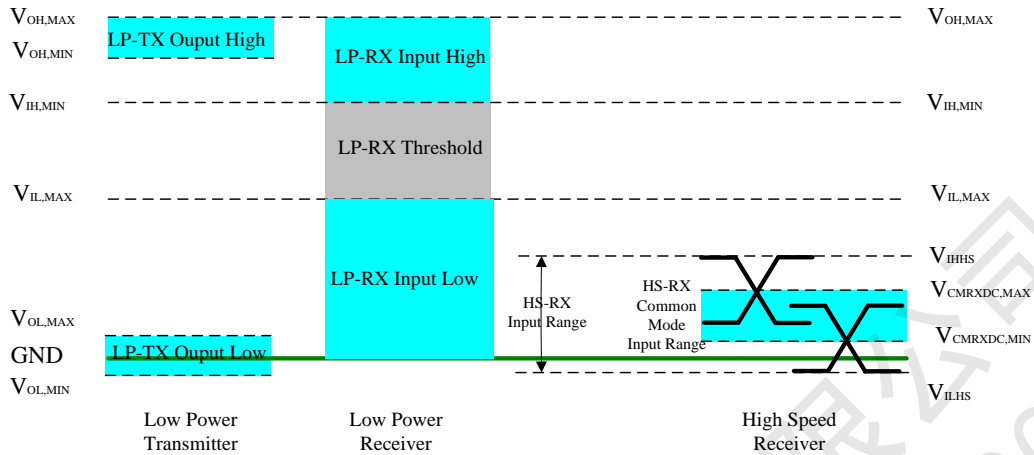 VOH,MAX
LP-TX Ouput High
VOH,MIN
LP-RX Input High
VOH,MAX
VIH,MIN
VIH,MIN
LP-RX Threshold
VIL,MAX
VIL,MAX
LP-RX Input Low
VIHHS
HS-RX
Input Range
HS-RX
Common
Mode
Input Range
VCMRXDC,MAX
VOL,MAX
VCMRXDC,MIN
GND
LP-TX Ouput Low
VOL,MIN
VILHS
Low Power
Transmitter
Low Power
Receiver
High Speed
Receiver
限公司